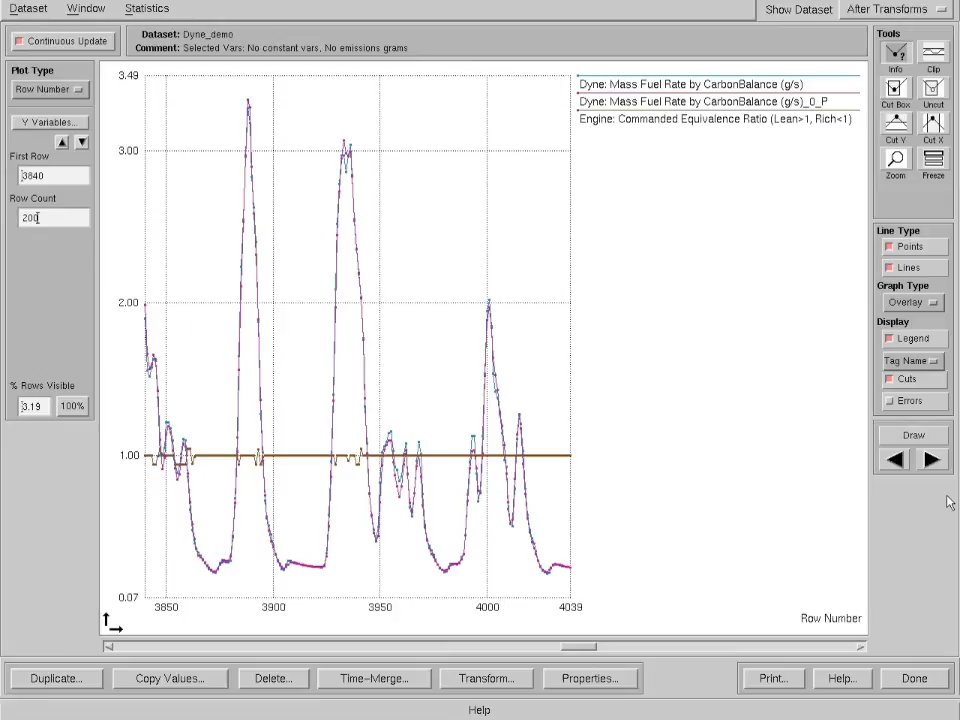 Dataset Window Statistics
Show Dataset After Transforms
Continuous Update
Dataset: Dyne_demo
Comment: Selected Vars: No constant vars, No emissions grams
Plot Type
Row Number
Y Variables...
First Row
3840
Row Count
200
% Rows Visible
3.19 100%
3.49
3.00
2.00
1.00
0.07
3850 3900 3950 4000 4039
Row Number
Dyne: Mass Fuel Rate by CarbonBalance (g/s)
Dyne: Mass Fuel Rate by CarbonBalance (g/s)_0_P
Engine: Commanded Equivalence Ratio (Lean>1, Rich<1)
Tools
Info Clip
Cut Box Uncut
Cut Y Cut X
Zoom Freeze
Line Type
Points
Lines
Graph Type
Overlay
Display
Legend
Tag Name
Cuts
Errors
Draw
Duplicate... Copy Values... Delete... Time-Merge... Transform... Properties... Print... Help... Done
Help